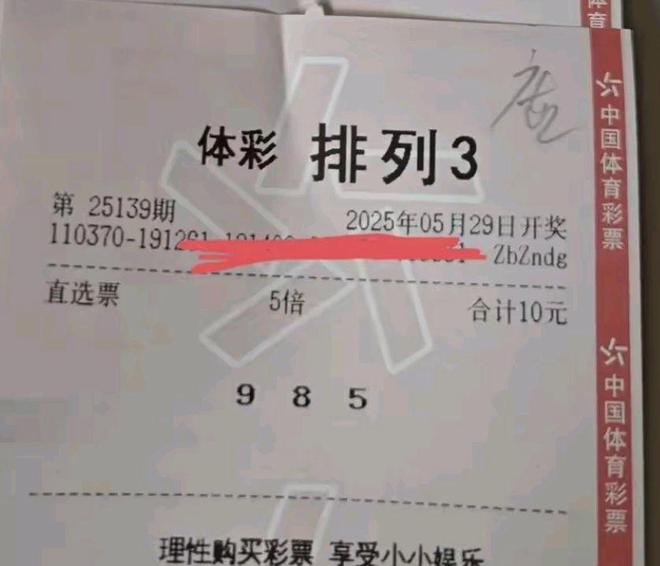 体彩 排列3
第 25139期 2025年05月29日开奖
110370-191261 ZbZndg
直选票 5倍 合计10元
9 8 5
理性购买彩票 享受小小娱乐
体育
中国体育彩票
中国体育彩票